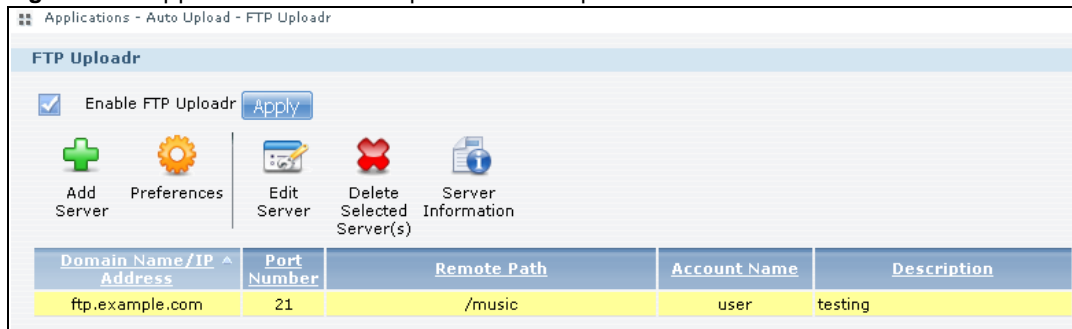 Applications - Auto Upload - FTP Uploadr
FTP Uploadr
Enable FTP Uploadr Apply
Add Server
Preferences
Edit Server
Delete Selected Server(s)
Server Information
Domain Name/IP Address
Port Number
Remote Path
Account Name
Description
ftp.example.com 21 /music user testing